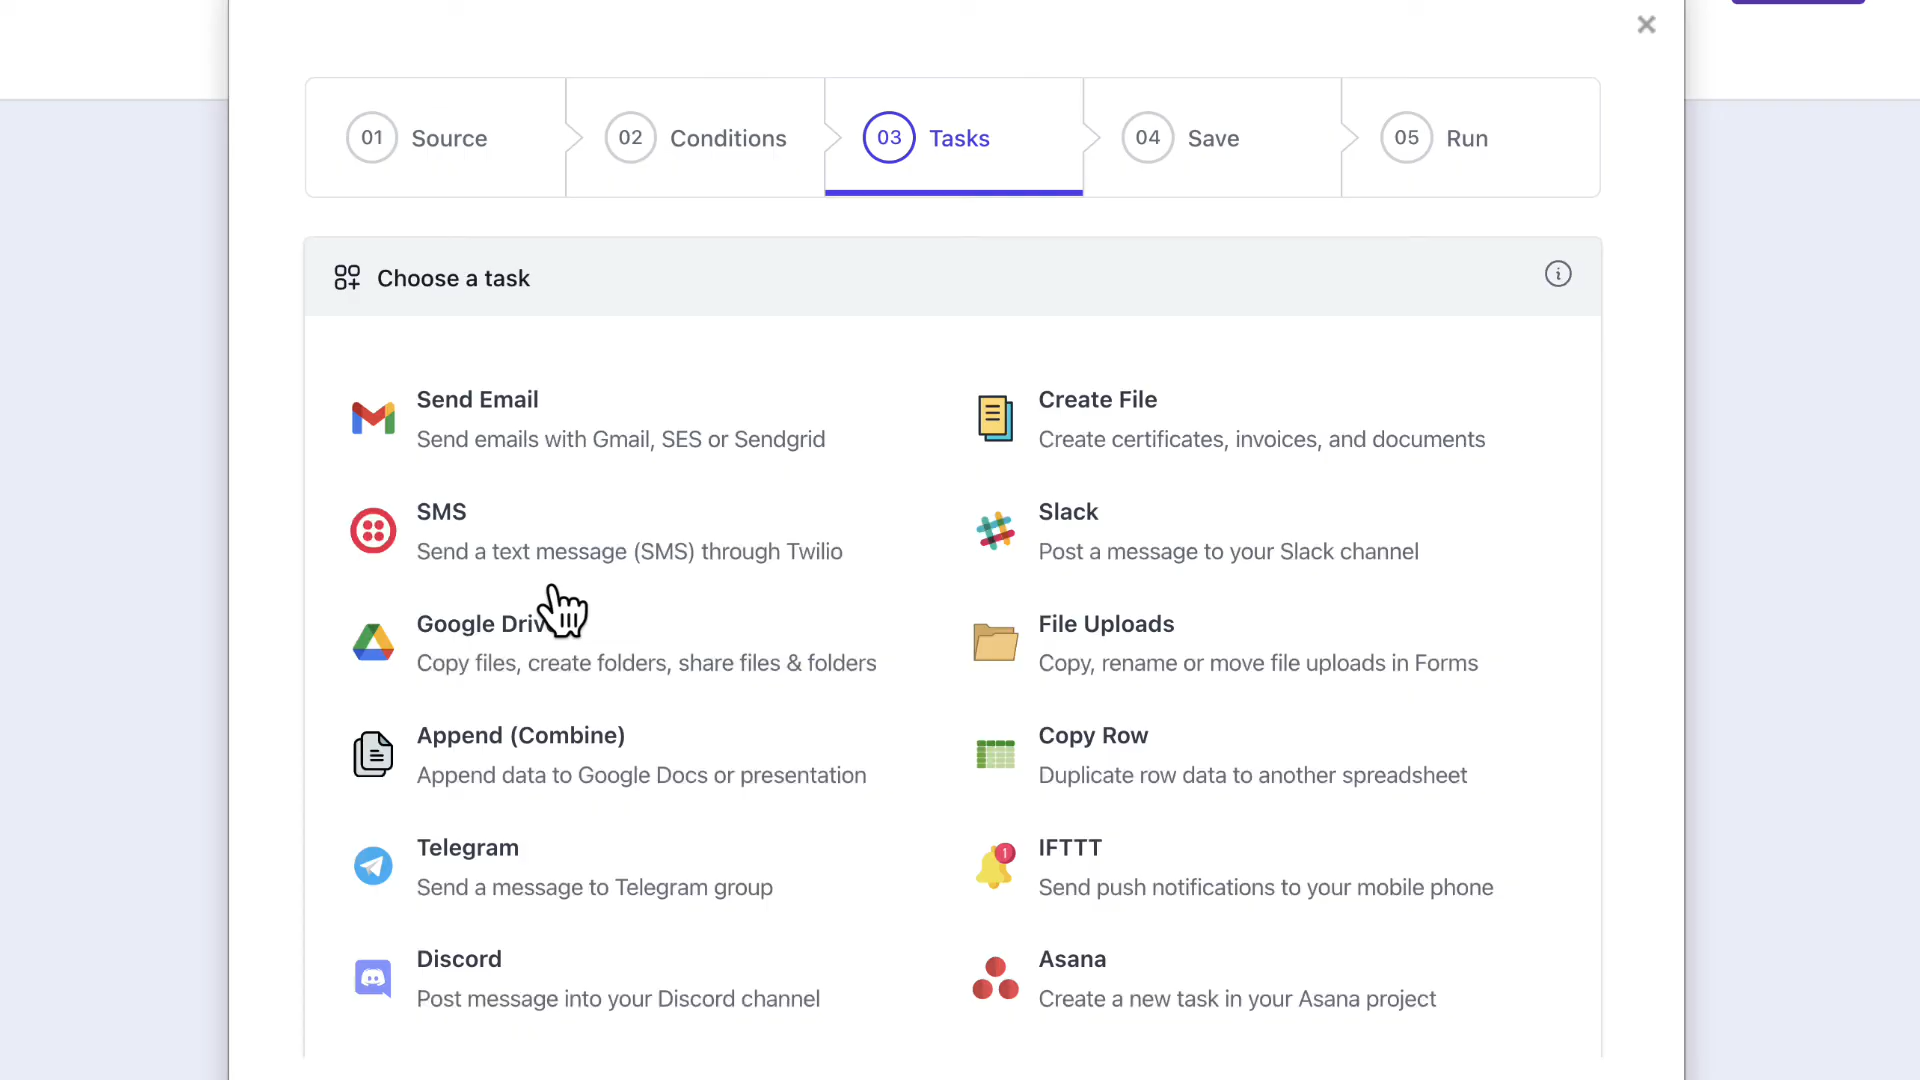 01 Source
02 Conditions
03 Tasks
04 Save
05 Run
Choose a task
Send Email
Send emails with Gmail, SES or Sendgrid
Create File
Create certificates, invoices, and documents
SMS
Send a text message (SMS) through Twilio
Slack
Post a message to your Slack channel
Google Driv
Copy files, create folders, share files & folders
File Uploads
Copy, rename or move file uploads in Forms
Append (Combine)
Append data to Google Docs or presentation
Copy Row
Duplicate row data to another spreadsheet
Telegram
Send a message to Telegram group
1
IFTTT
Send push notifications to your mobile phone
Discord
Post message into your Discord channel
Asana
Create a new task in your Asana project